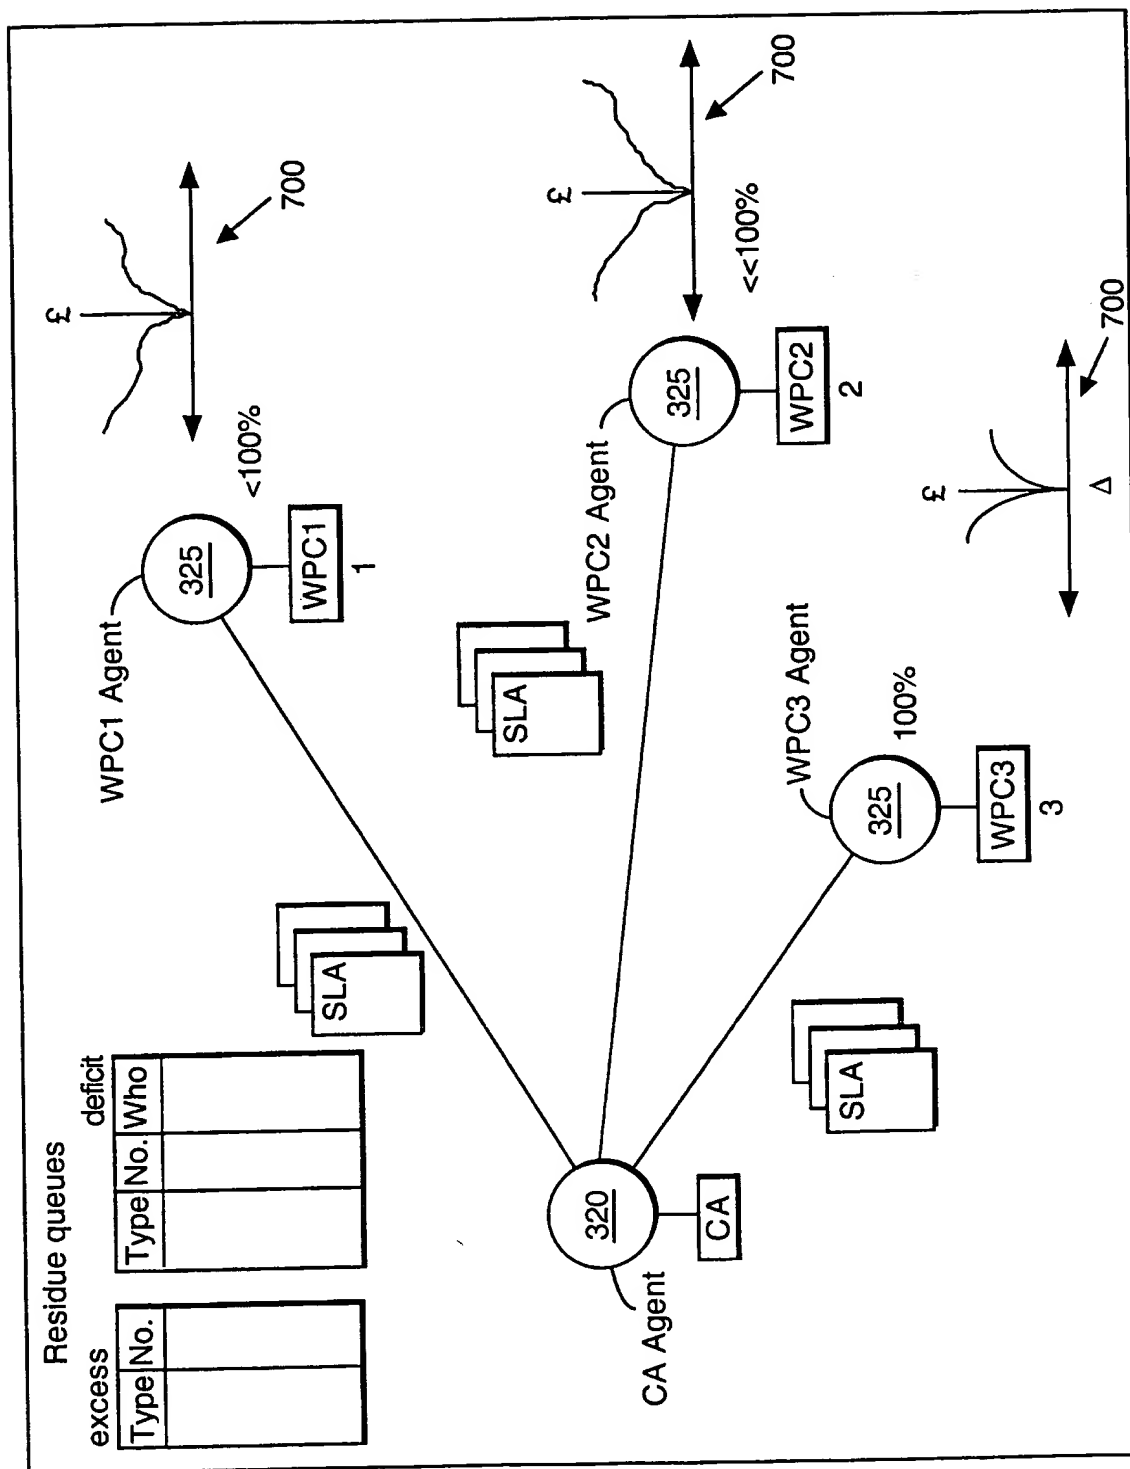 Residue queues
excess
deficit
Type No.
Type No. Who
SLA
WPC1 Agent
325
<100%
WPC1
1
£
700
SLA
WPC2 Agent
325
<<100%
WPC2
2
£
700
320
CA Agent
CA
SLA
WPC3 Agent
325
100%
WPC3
3
£
Δ
700